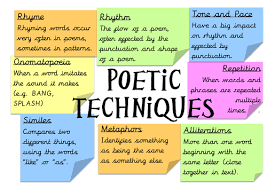 Rhyme
Rhyming words occur
very often in poems,
sometimes in patterns.
Rhythm
The flow of a poem,
often effected by the
punctuation and shape
of a poem.
Tone and Pace
Have a big impact
on rhythm and
effected by
punctuation.
Onomatopoeia
When a word imitates
the sound it makes
(e.g. BANG,
SPLASH)
POETIC
TECHNIQUES
Repetition
When words and
phrases are repeated
multiple
times.
Similes
Compares two
different things,
using the words
"like" or "as".
Metaphors
Identifies something
as being the same
as something else.
Alliterations
More than one word
beginning with the
same letter (close
together in text).